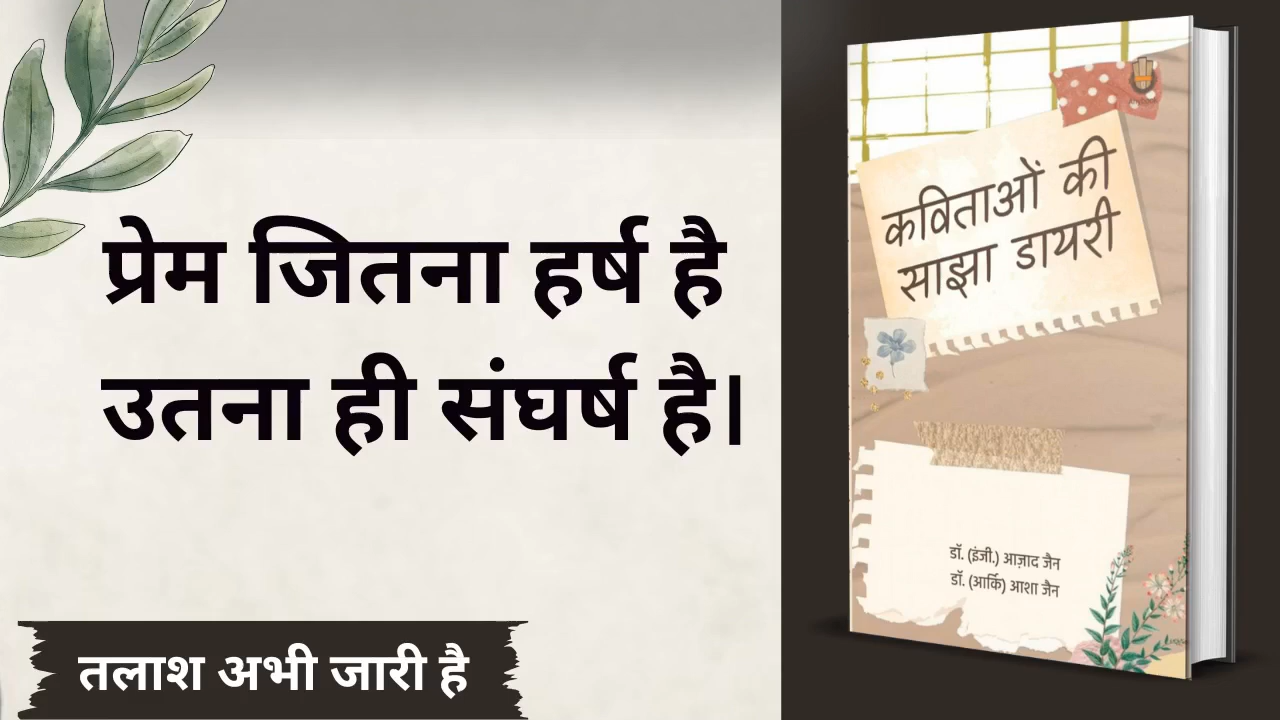 प्रेम जितना हर्ष है
उतना ही संघर्ष है।
तलाश अभी जारी है
कविताओं की
साझा डायरी
डॉ. (इंजी.) आज़ाद जैन
डॉ. (आर्कि) आशा जैन